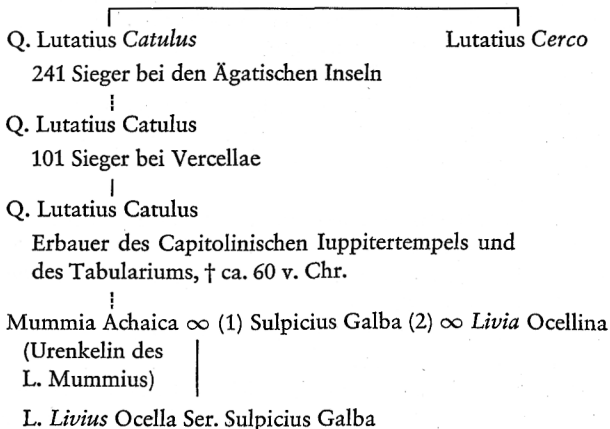 Q. Lutatius Catulus Lutatius Cerco
241 Sieger bei den Ägatischen Inseln
Q. Lutatius Catulus
101 Sieger bei Vercellae
Q. Lutatius Catulus
Erbauer des Capitolinischen Iuppitertempels und
des Tabulariums, † ca. 60 v. Chr.
Mummia Achaica ∞ (1) Sulpicius Galba (2) ∞ Livia Ocellina
(Urenkelin des
L. Mummius)
L. Livius Ocella Ser. Sulpicius Galba